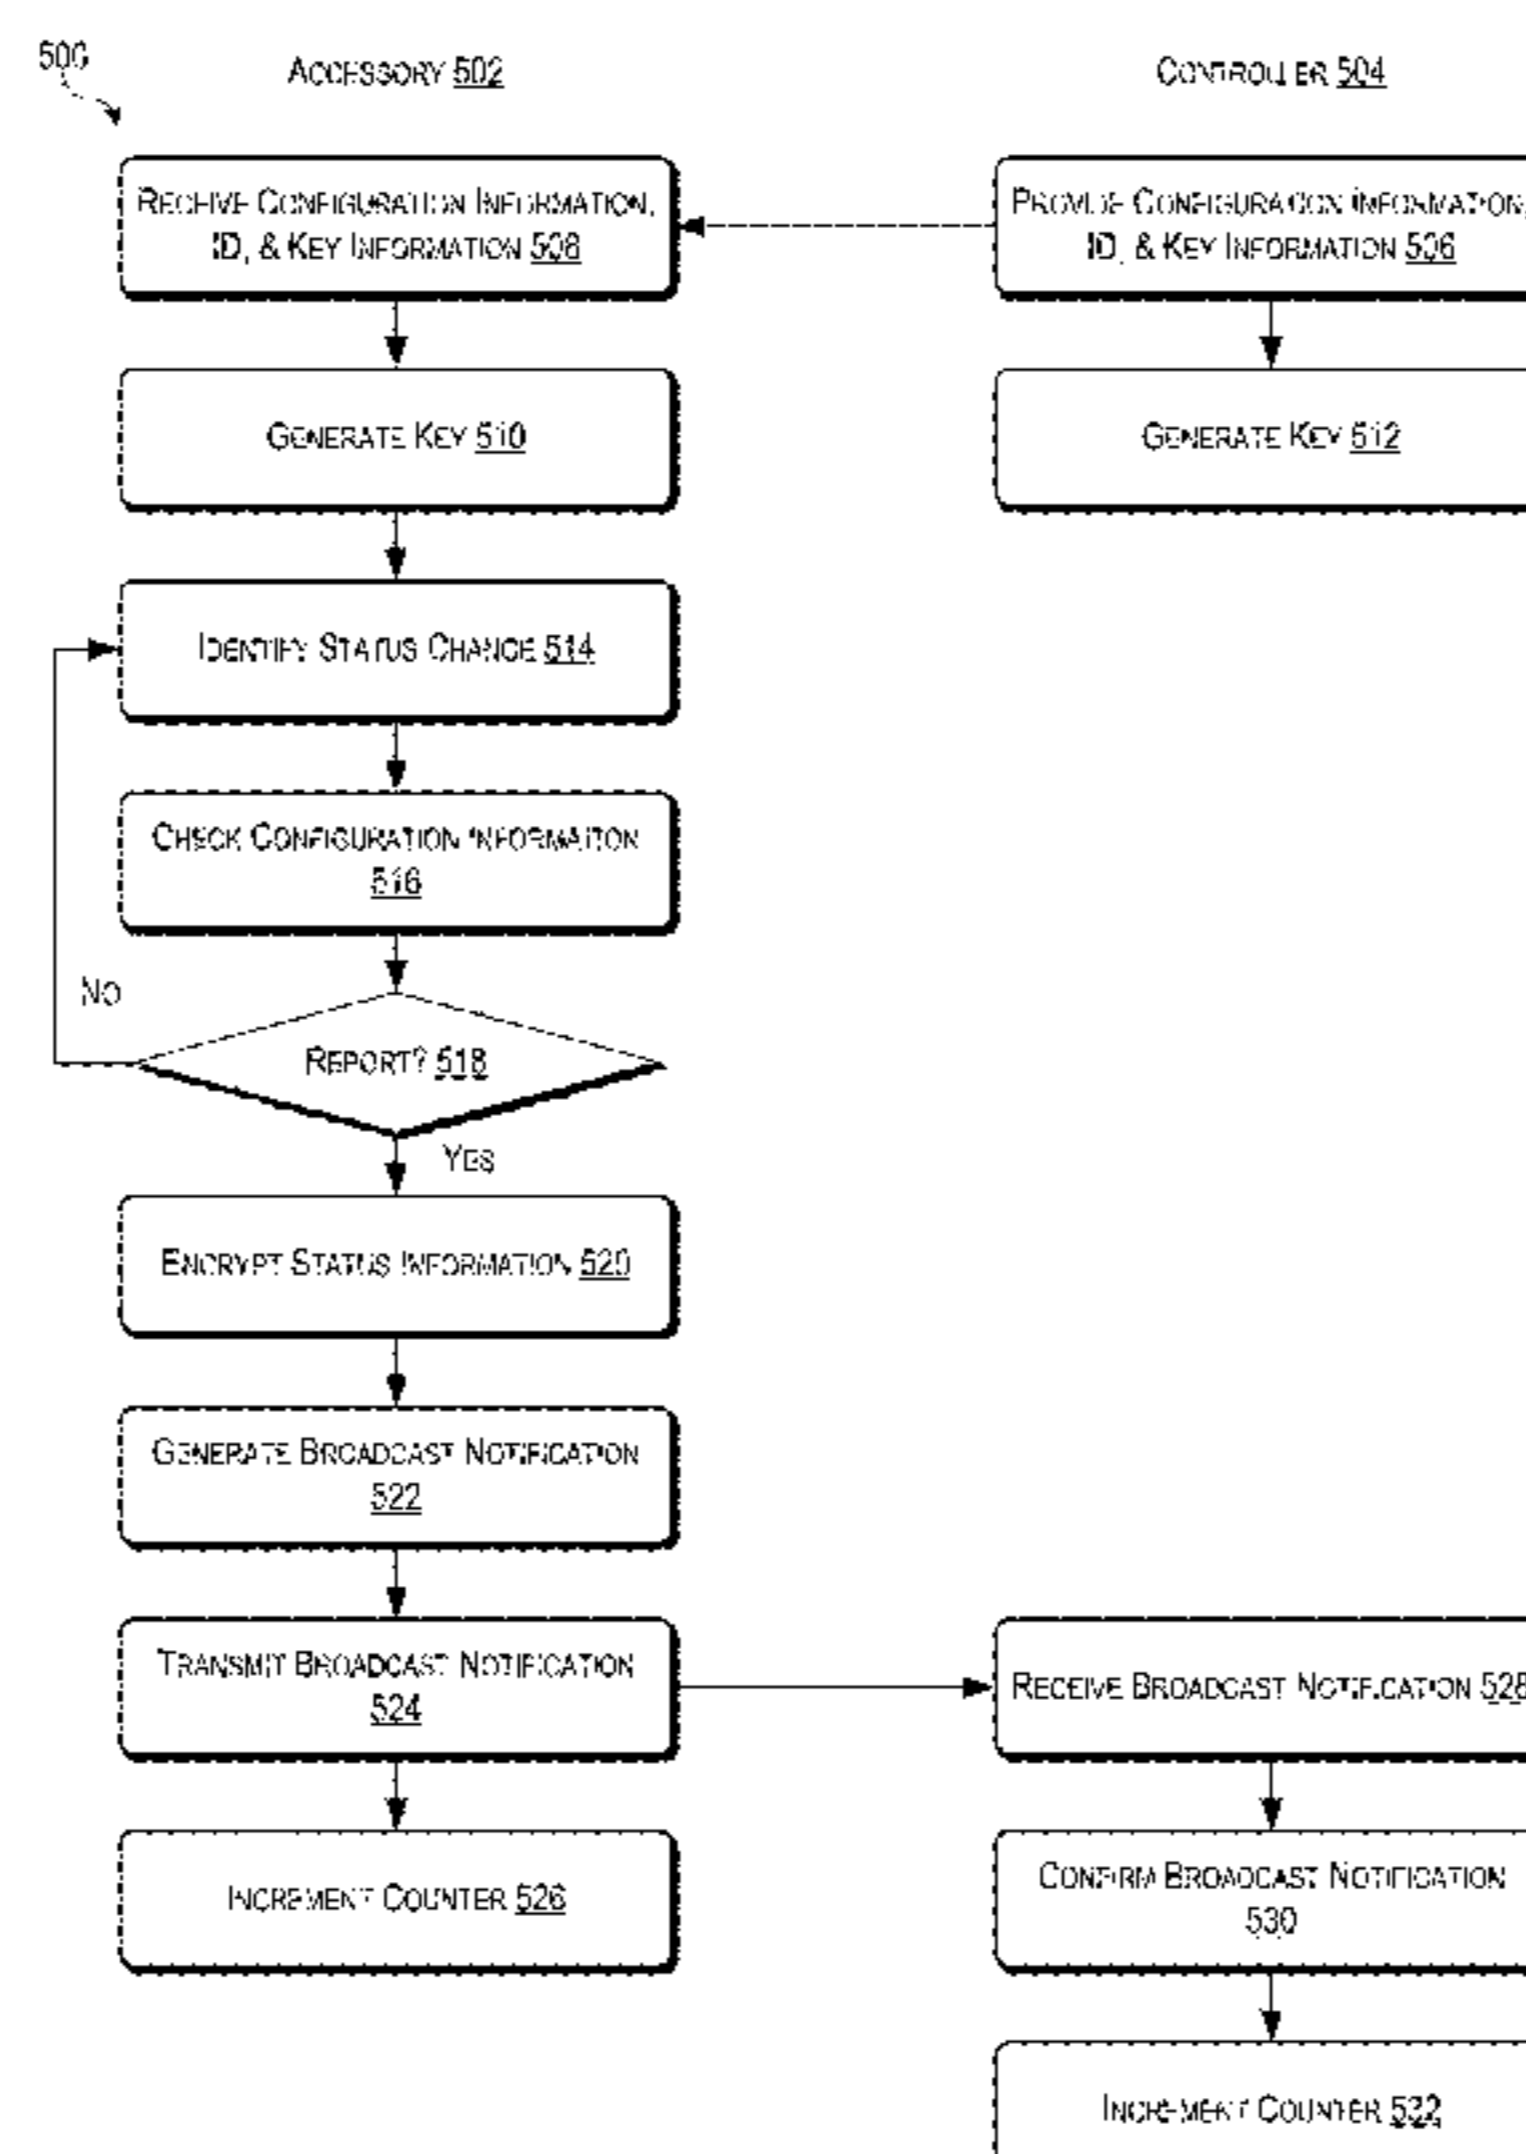 500
ACCESSORY 502
CONTROLLER 504
RECEIVE CONFIGURATION INFORMATION,
ID, & KEY INFORMATION 508
PROVIDE CONFIGURATION INFORMATION,
ID, & KEY INFORMATION 506
GENERATE KEY 510
GENERATE KEY 512
IDENTIFY STATUS CHANGE 514
CHECK CONFIGURATION INFORMAITON
516
NO
REPORT? 518
YES
ENCRYPT STATUS INFORMATION 520
GENERATE BROADCAST NOTIFICATION
522
TRANSMIT BROADCAST NOTIFICATION
524
RECEIVE BROADCAST NOTIFICATION 528
INCREMENT COUNTER 526
CONFIRM BROADCAST NOTIFICATION
530
INCREMENT COUNTER 532